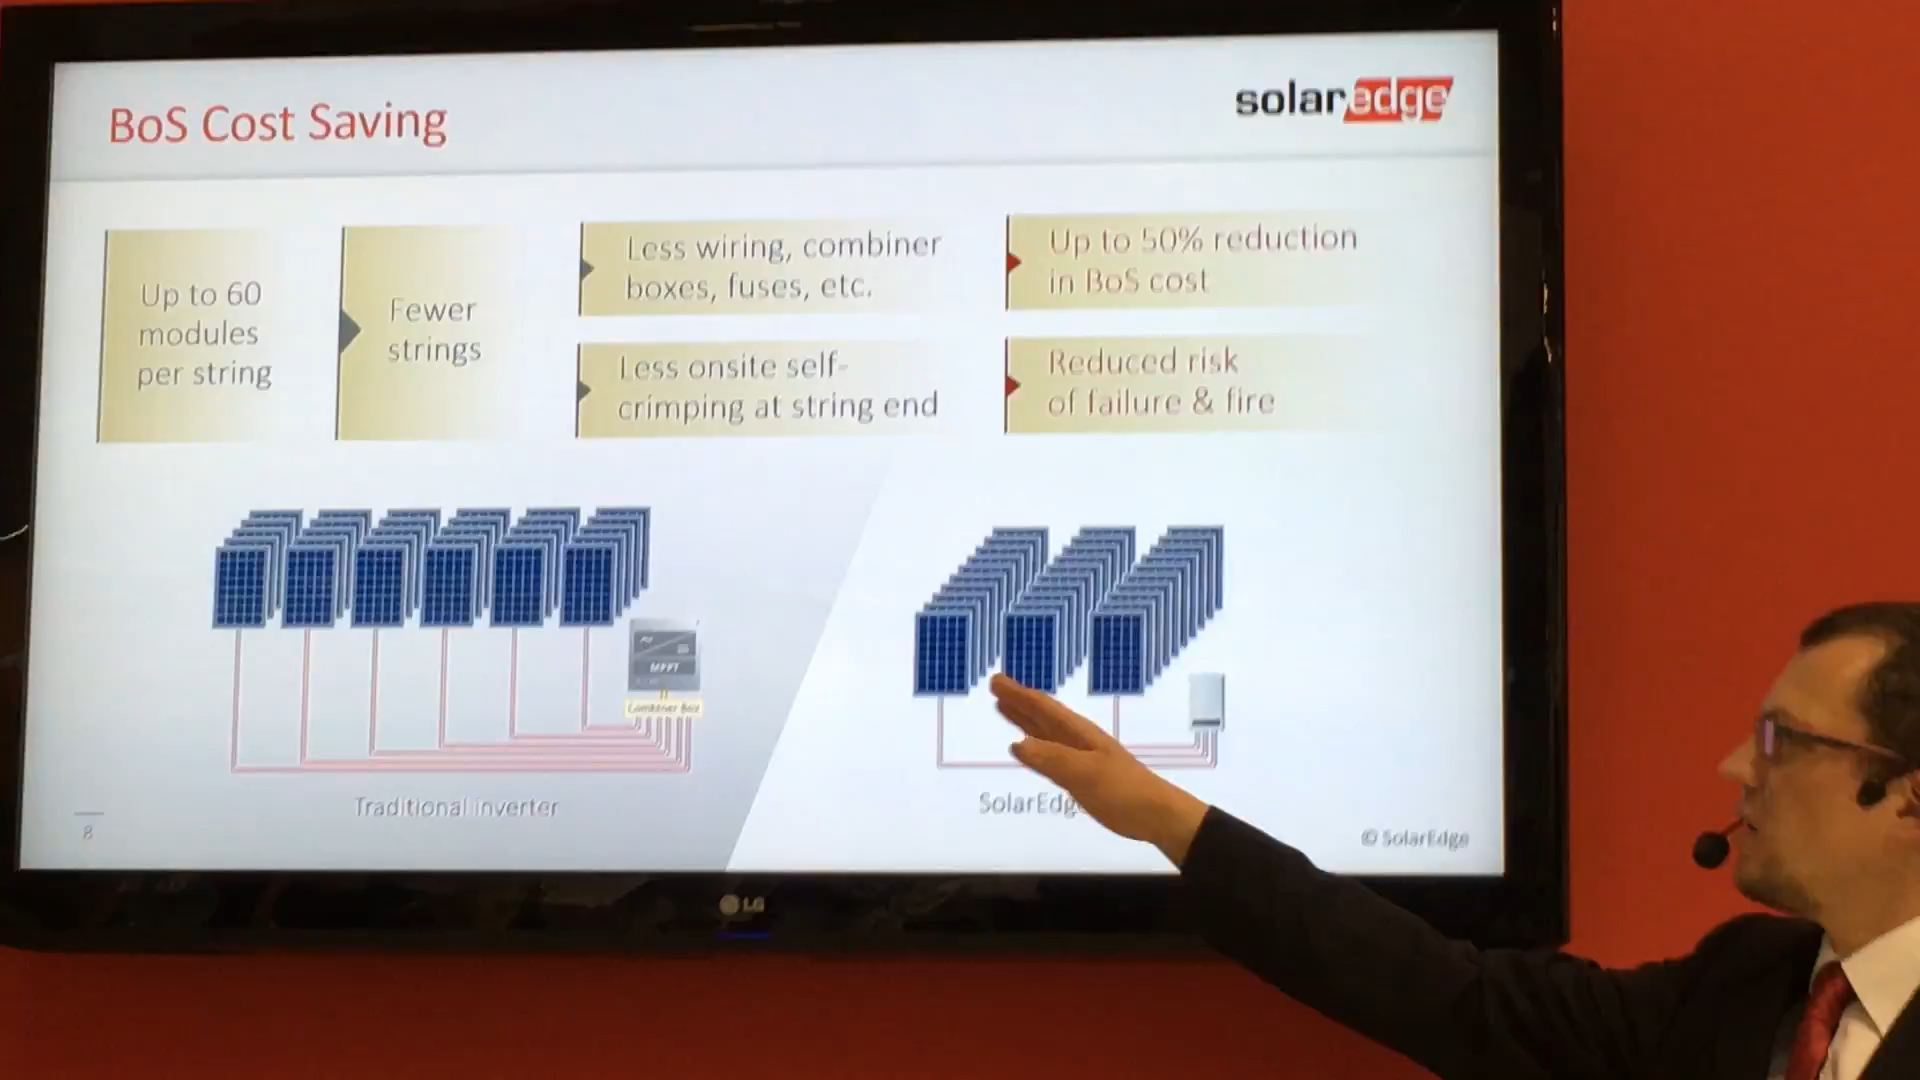 BoS Cost Saving
solaredge
Up to 60
modules
per string
Fewer
strings
Less wiring, combiner
boxes, fuses, etc.
Less onsite self-
crimping at string end
Up to 50% reduction
in BoS cost
Reduced risk
of failure & fire
MPPT
Combiner Box
Traditional inverter
SolarEdge
8
© SolarEdge
LG